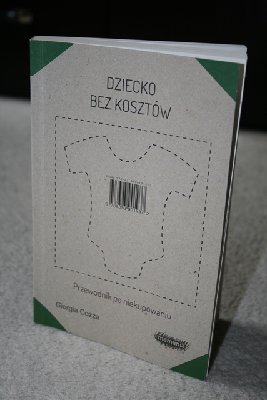 DZIECKO
BEZ KOSZTÓW
Przewodnik po niekupowaniu
Giorgia Cozza